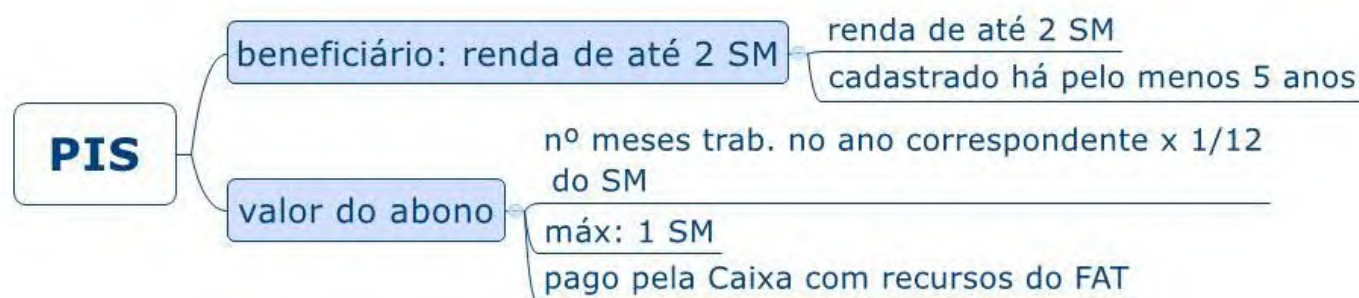 PIS
beneficiário: renda de até 2 SM
renda de até 2 SM
cadastrado há pelo menos 5 anos
valor do abono
nº meses trab. no ano correspondente x 1/12
do SM
máx: 1 SM
pago pela Caixa com recursos do FAT